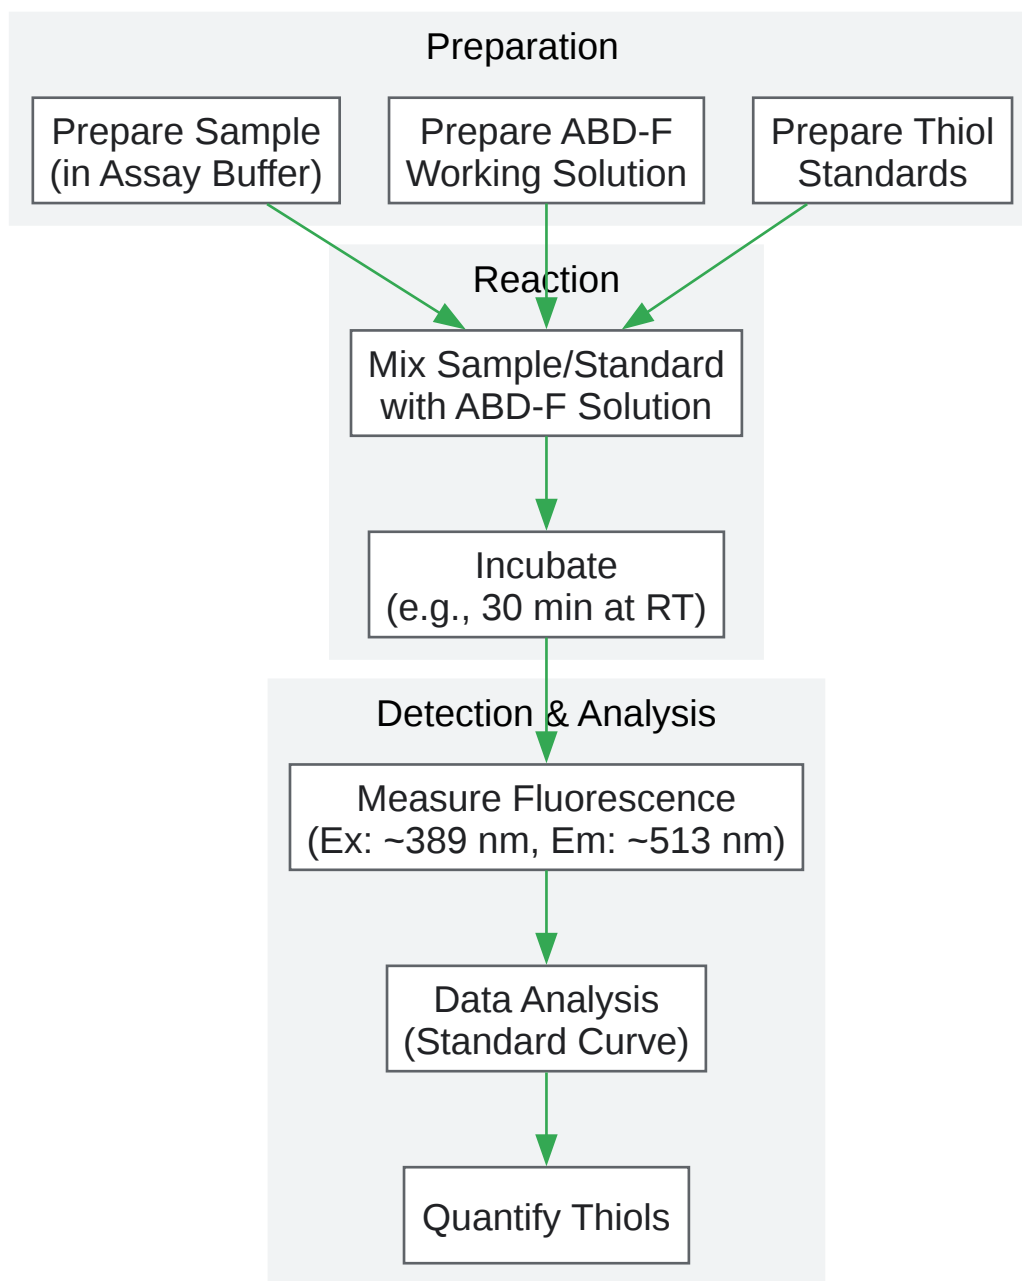 Preparation
Prepare Sample
(in Assay Buffer)
Prepare ABD-F
Working Solution
Prepare Thiol
Standards
Reaction
Mix Sample/Standard
with ABD-F Solution
Incubate
(e.g., 30 min at RT)
Detection & Analysis
Measure Fluorescence
(Ex: ~389 nm, Em: ~513 nm)
Data Analysis
(Standard Curve)
Quantify Thiols